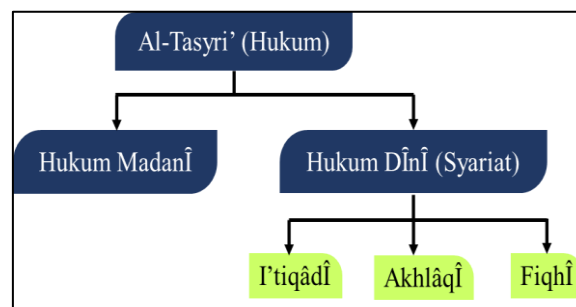 Al-Tasyri’ (Hukum)
Hukum MadanÎ
Hukum DÎnÎ (Syariat)
I’tiqâdÎ
AkhlâqÎ
FiqhÎ